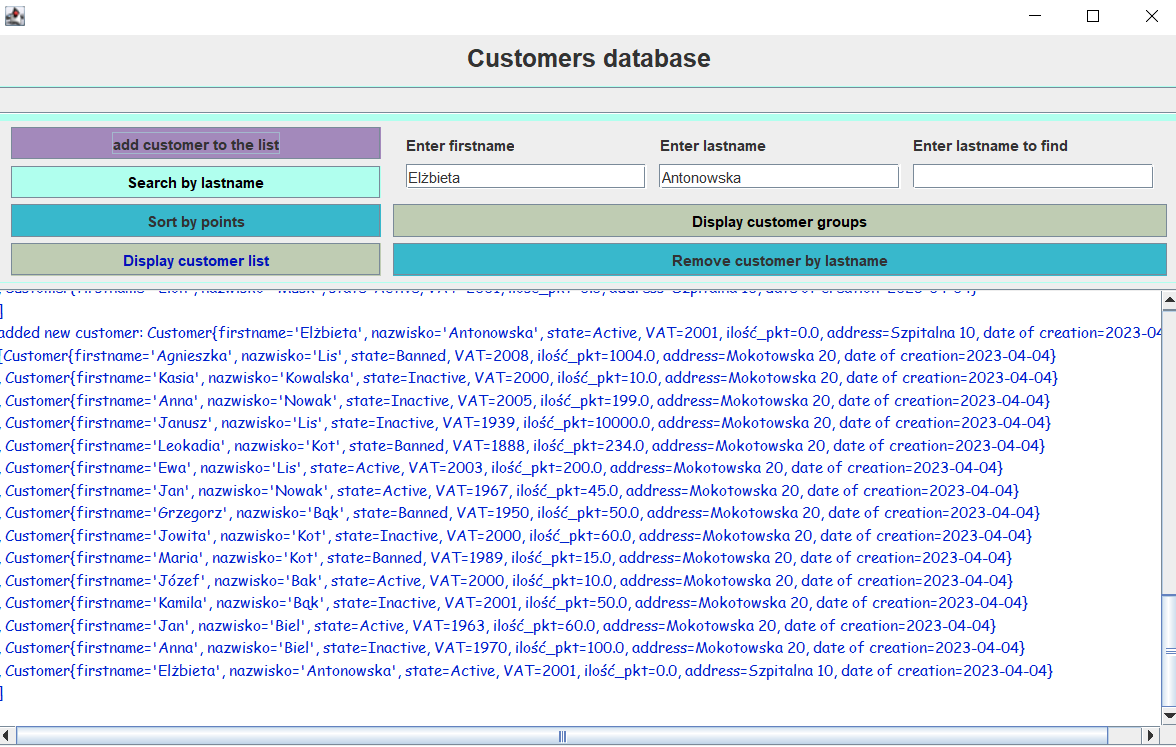 Customers database
add customer to the list
Enter firstname
Enter lastname
Enter lastname to find
Search by lastname
Elżbieta
Antonowska
Sort by points
Display customer groups
Display customer list
Remove customer by lastname
]
added new customer: Customer{firstname='Elżbieta', nazwisko='Antonowska', state=Active, VAT=2001, ilość_pkt=0.0, address=Szpitalna 10, date of creation=2023-04
[Customer{firstname='Agnieszka', nazwisko='Lis', state=Banned, VAT=2008, ilość_pkt=1004.0, address=Mokotowska 20, date of creation=2023-04-04}
, Customer{firstname='Kasia', nazwisko='Kowalska', state=Inactive, VAT=2000, ilość_pkt=10.0, address=Mokotowska 20, date of creation=2023-04-04}
, Customer{firstname='Anna', nazwisko='Nowak', state=Inactive, VAT=2005, ilość_pkt=199.0, address=Mokotowska 20, date of creation=2023-04-04}
, Customer{firstname='Janusz', nazwisko='Lis', state=Inactive, VAT=1939, ilość_pkt=10000.0, address=Mokotowska 20, date of creation=2023-04-04}
, Customer{firstname='Leokadia', nazwisko='Kot', state=Banned, VAT=1888, ilość_pkt=234.0, address=Mokotowska 20, date of creation=2023-04-04}
, Customer{firstname='Ewa', nazwisko='Lis', state=Active, VAT=2003, ilość_pkt=200.0, address=Mokotowska 20, date of creation=2023-04-04}
, Customer{firstname='Jan', nazwisko='Nowak', state=Active, VAT=1967, ilość_pkt=45.0, address=Mokotowska 20, date of creation=2023-04-04}
, Customer{firstname='Grzegorz', nazwisko='Bąk', state=Banned, VAT=1950, ilość_pkt=50.0, address=Mokotowska 20, date of creation=2023-04-04}
, Customer{firstname='Jowita', nazwisko='Kot', state=Inactive, VAT=2000, ilość_pkt=60.0, address=Mokotowska 20, date of creation=2023-04-04}
, Customer{firstname='Maria', nazwisko='Kot', state=Banned, VAT=1989, ilość_pkt=15.0, address=Mokotowska 20, date of creation=2023-04-04}
, Customer{firstname='Józef', nazwisko='Bak', state=Active, VAT=2000, ilość_pkt=10.0, address=Mokotowska 20, date of creation=2023-04-04}
, Customer{firstname='Kamila', nazwisko='Bąk', state=Inactive, VAT=2001, ilość_pkt=50.0, address=Mokotowska 20, date of creation=2023-04-04}
, Customer{firstname='Jan', nazwisko='Biel', state=Active, VAT=1963, ilość_pkt=60.0, address=Mokotowska 20, date of creation=2023-04-04}
, Customer{firstname='Anna', nazwisko='Biel', state=Inactive, VAT=1970, ilość_pkt=100.0, address=Mokotowska 20, date of creation=2023-04-04}
, Customer{firstname='Elżbieta', nazwisko='Antonowska', state=Active, VAT=2001, ilość_pkt=0.0, address=Szpitalna 10, date of creation=2023-04-04}
]